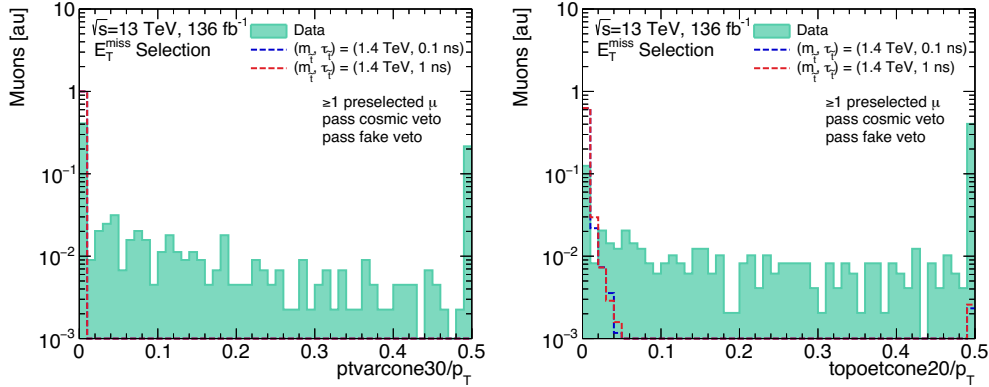 Muons [au]
10
1
10⁻¹
10⁻²
10⁻³
√s=13 TeV, 136 fb⁻¹
E_T^miss Selection
Data
(m_t̃, τ_t̃) = (1.4 TeV, 0.1 ns)
(m_t̃, τ_t̃) = (1.4 TeV, 1 ns)
≥1 preselected μ
pass cosmic veto
pass fake veto
0 0.1 0.2 0.3 0.4 0.5
ptvarcone30/p_T
Muons [au]
10
1
10⁻¹
10⁻²
10⁻³
√s=13 TeV, 136 fb⁻¹
E_T^miss Selection
Data
(m_t̃, τ_t̃) = (1.4 TeV, 0.1 ns)
(m_t̃, τ_t̃) = (1.4 TeV, 1 ns)
≥1 preselected μ
pass cosmic veto
pass fake veto
0 0.1 0.2 0.3 0.4 0.5
topoetcone20/p_T